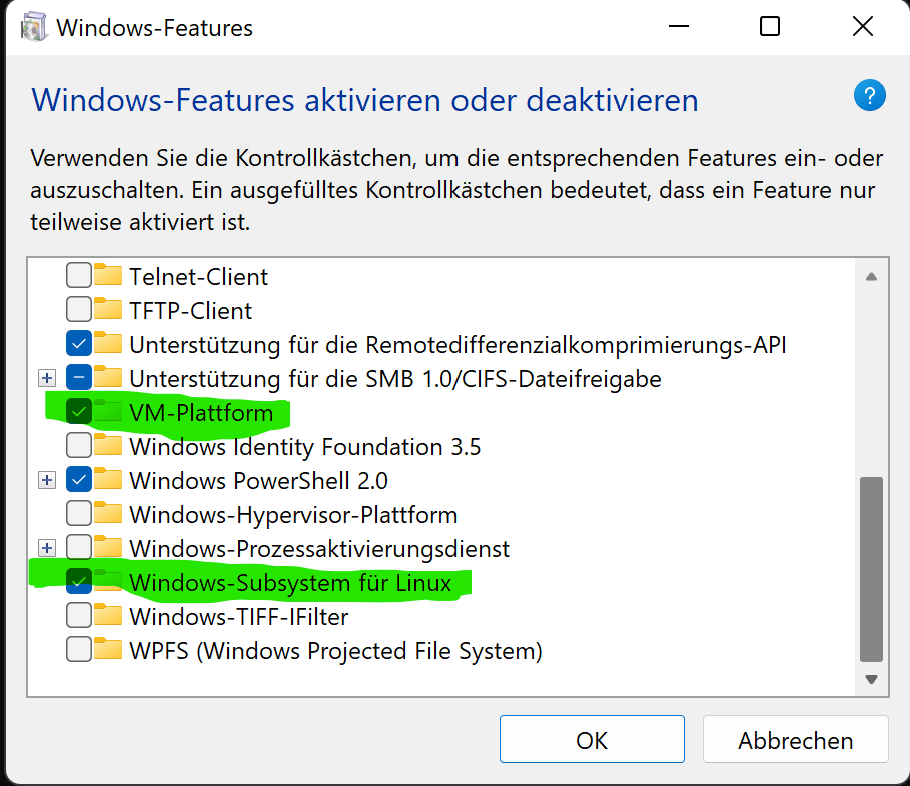 Windows-Features
Windows-Features aktivieren oder deaktivieren
?
Verwenden Sie die Kontrollkästchen, um die entsprechenden Features ein- oder
auszuschalten. Ein ausgefülltes Kontrollkästchen bedeutet, dass ein Feature nur
teilweise aktiviert ist.
Telnet-Client
TFTP-Client
Unterstützung für die Remotedifferenzialkomprimierungs-API
Unterstützung für die SMB 1.0/CIFS-Dateifreigabe
VM-Plattform
Windows Identity Foundation 3.5
Windows PowerShell 2.0
Windows-Hypervisor-Plattform
Windows-Prozessaktivierungsdienst
Windows-Subsystem für Linux
Windows-TIFF-IFilter
WPFS (Windows Projected File System)
OK
Abbrechen